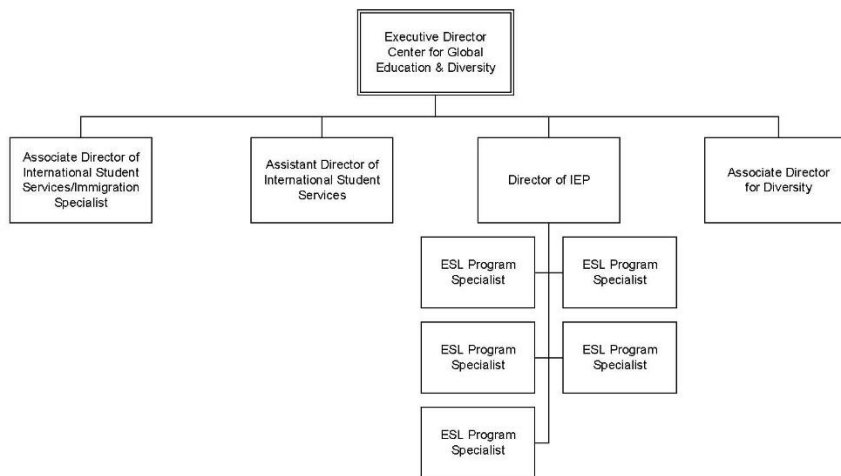 Executive Director
Center for Global
Education & Diversity
Associate Director of
International Student
Services/Immigration
Specialist
Assistant Director of
International Student
Services
Director of IEP
Associate Director
for Diversity
ESL Program
Specialist
ESL Program
Specialist
ESL Program
Specialist
ESL Program
Specialist
ESL Program
Specialist